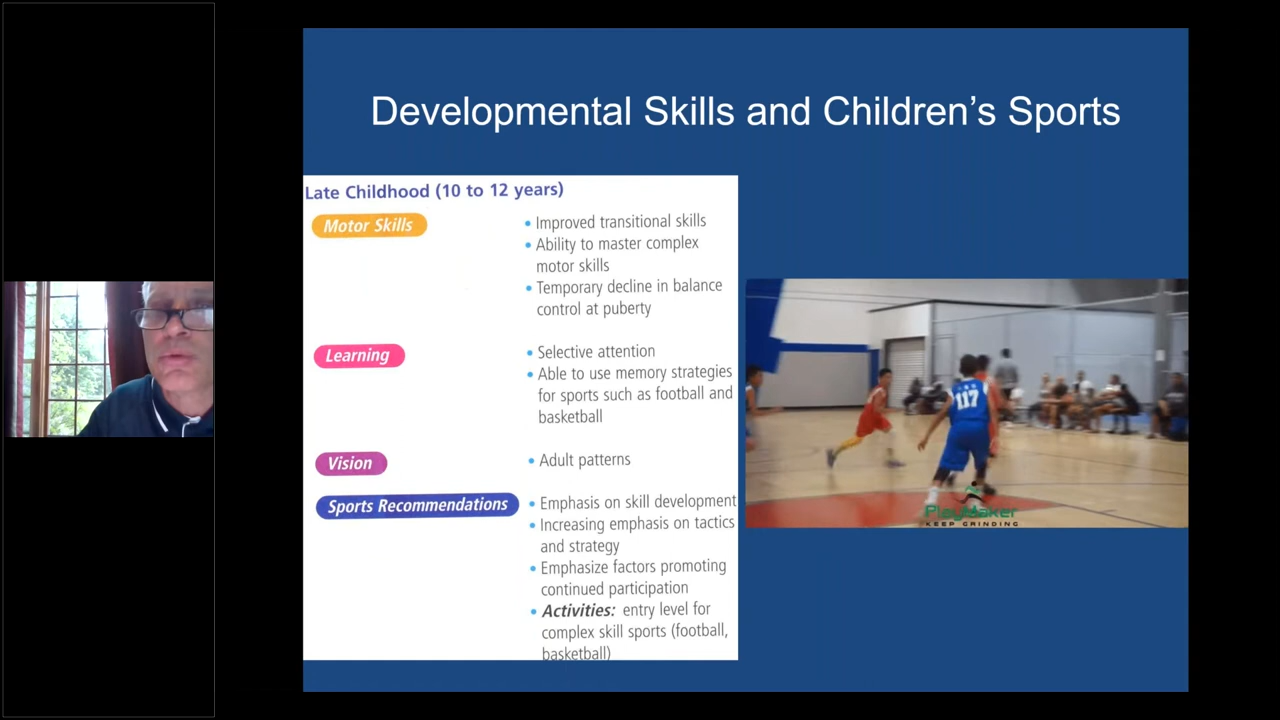 Developmental Skills and Children’s Sports
Late Childhood (10 to 12 years)
Motor Skills
• Improved transitional skills
• Ability to master complex
motor skills
• Temporary decline in balance
control at puberty
Learning
• Selective attention
• Able to use memory strategies
for sports such as football and
basketball
Vision
• Adult patterns
Sports Recommendations
• Emphasis on skill development
• Increasing emphasis on tactics
and strategy
• Emphasize factors promoting
continued participation
• Activities: entry level for
complex skill sports (football,
basketball)
117
PlayMaker
KEEP GRINDING